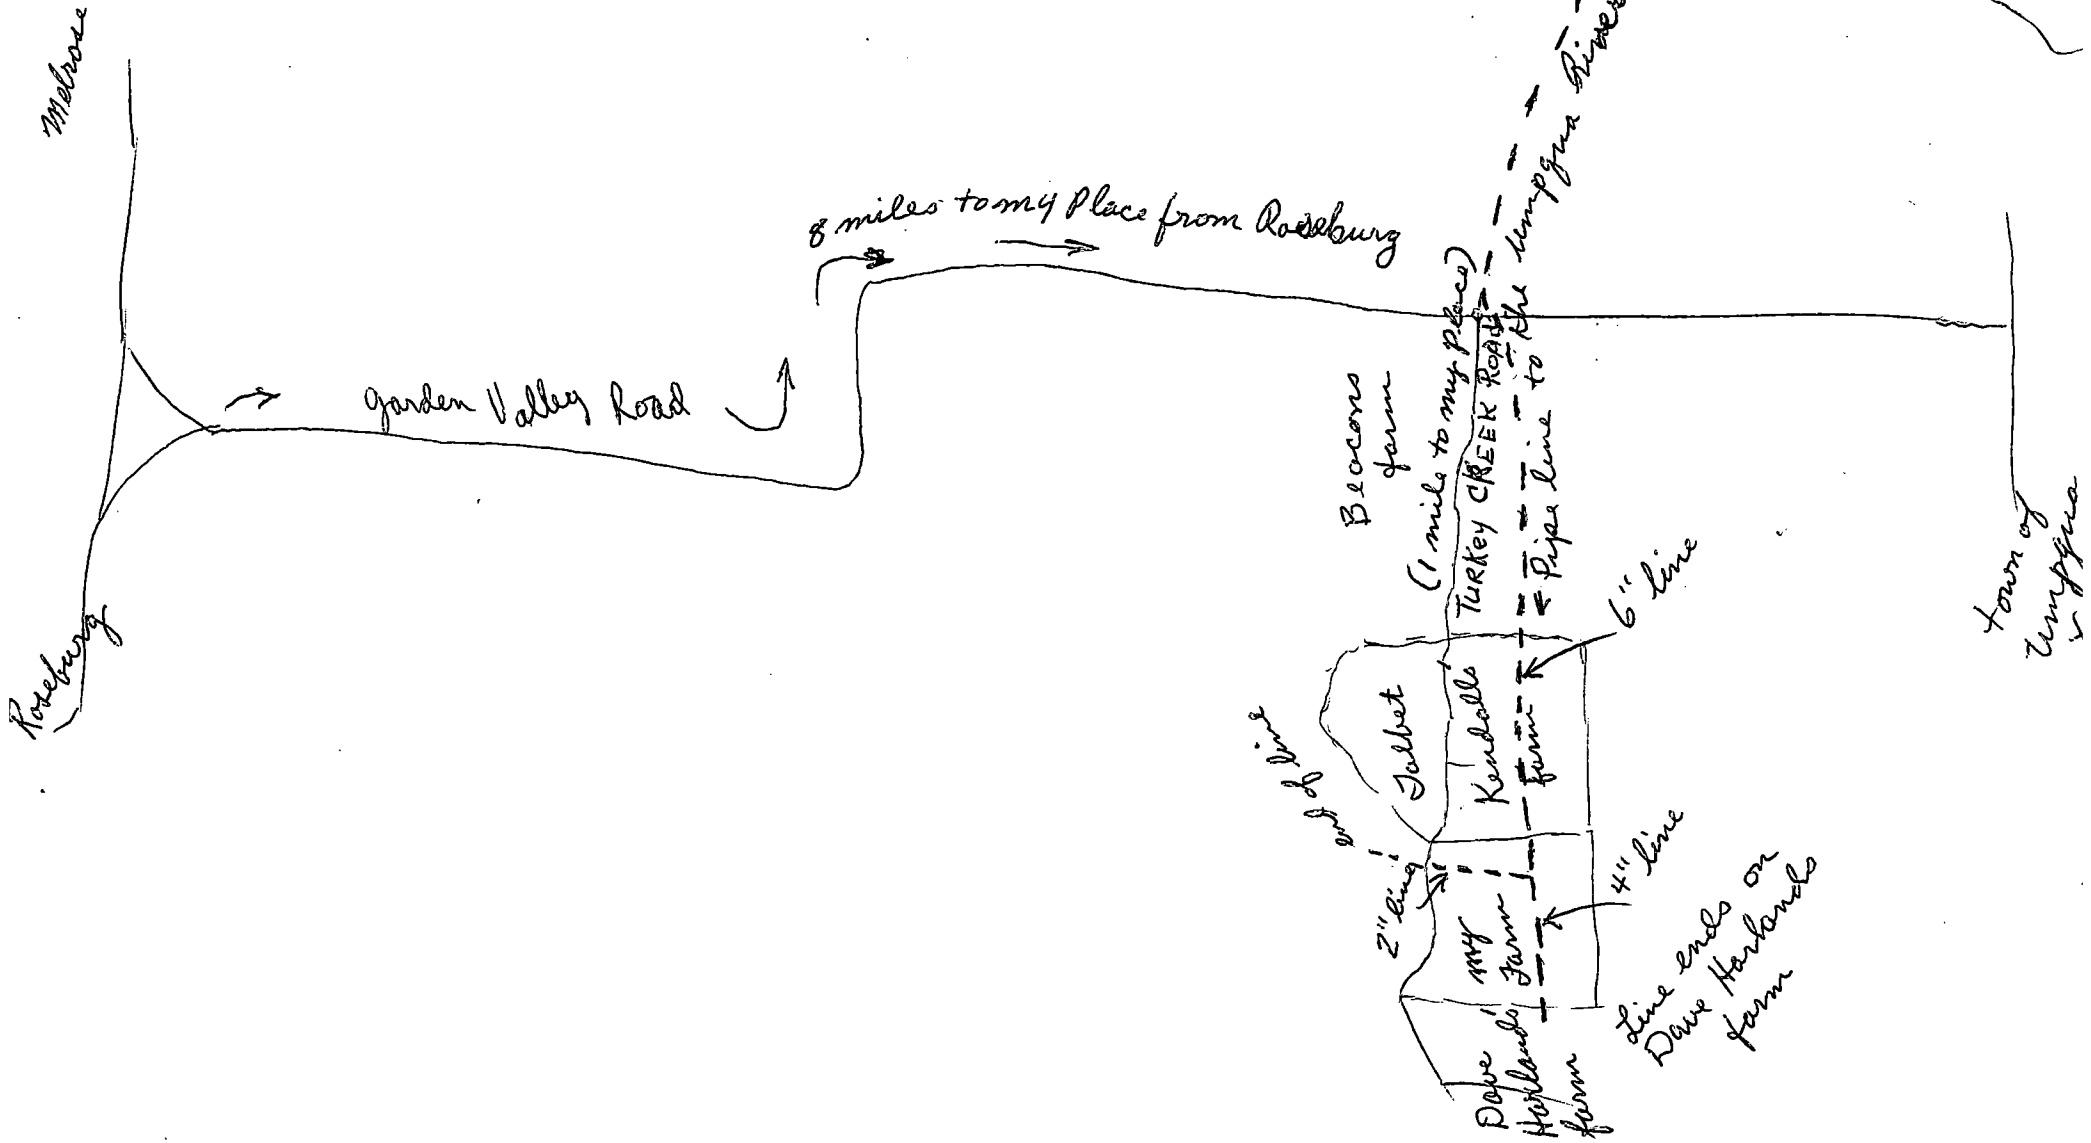 Melrose
8 miles to my Place from Roseburg
Garden Valley Road
Roseburg
Beacons
farm
(1 mile to my place)
TURKEY CREEK ROAD
Pipe line to the Umpqua River
town of
Umpqua
6" line
Talbet
Kendalls
farm
end of line
2" line
my
Farm
4" line
Line ends on
Dave Harlands
farm
Dave
Harlands
farm